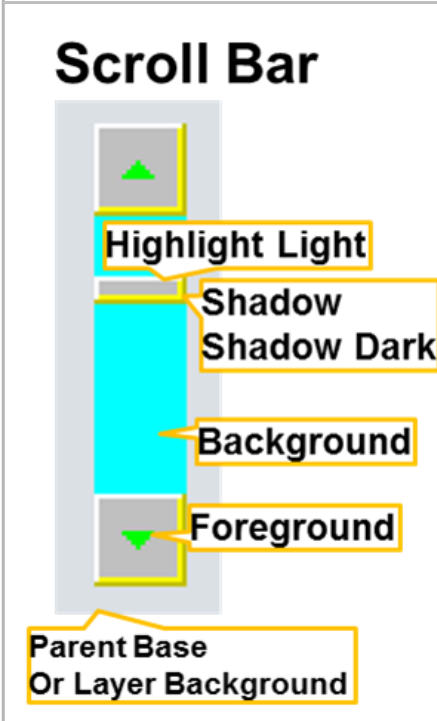 Scroll Bar
Highlight Light
Shadow
Shadow Dark
Background
Foreground
Parent Base
Or Layer Background